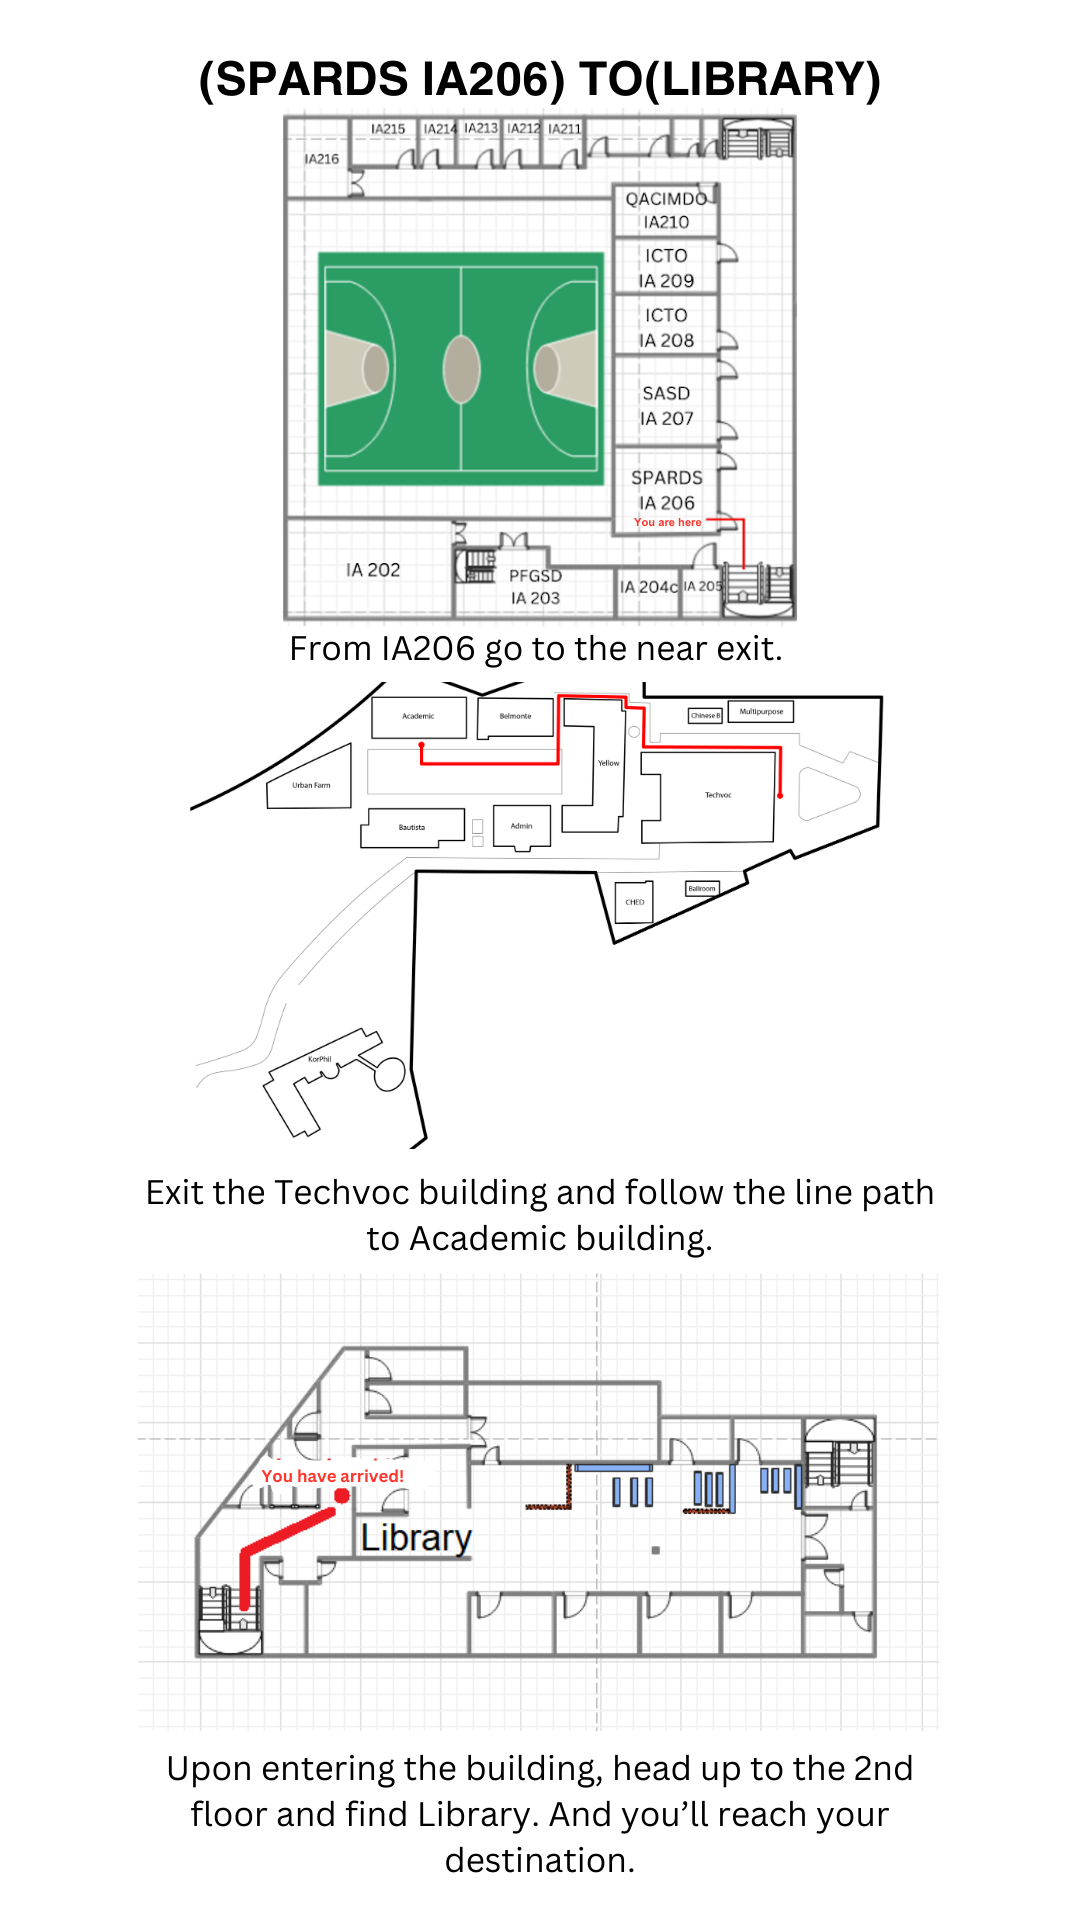 (SPARDS IA206) TO(LIBRARY)
IA215
IA214
IA213
IA212
IA211
IA216
QACIMDO
IA210
ICTO
IA 209
ICTO
IA 208
SASD
IA 207
SPARDS
IA 206
You are here
IA 202
PFGSD
IA 203
IA 204c
IA 205
From IA206 go to the near exit.
Academic
Belmonte
Chinese B
Multipurpose
Urban Farm
Yellow
Techvoc
Bautista
Admin
CHED
Ballroom
KorPhil
Exit the Techvoc building and follow the line path
to Academic building.
You have arrived!
Library
Upon entering the building, head up to the 2nd
floor and find Library. And you’ll reach your
destination.